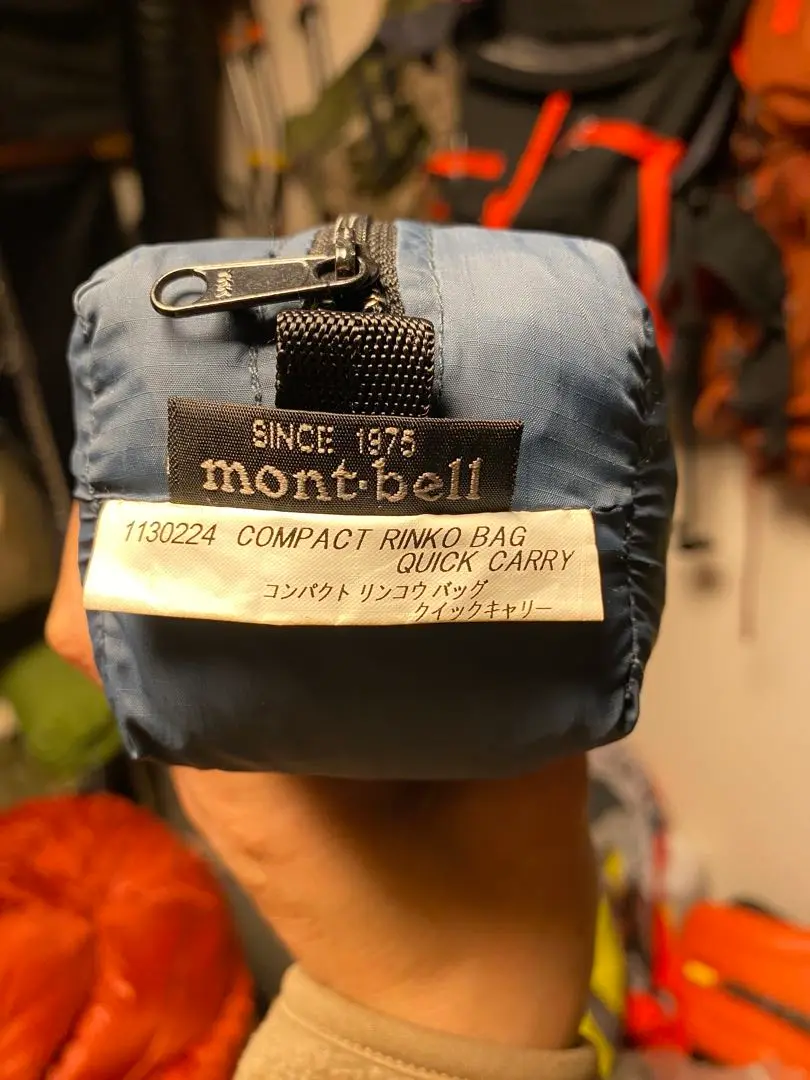 SINCE 1975
mont·bell
1130224 COMPACT RINKO BAG
QUICK CARRY
コンパクト リンコウ バッグ
クイックキャリー